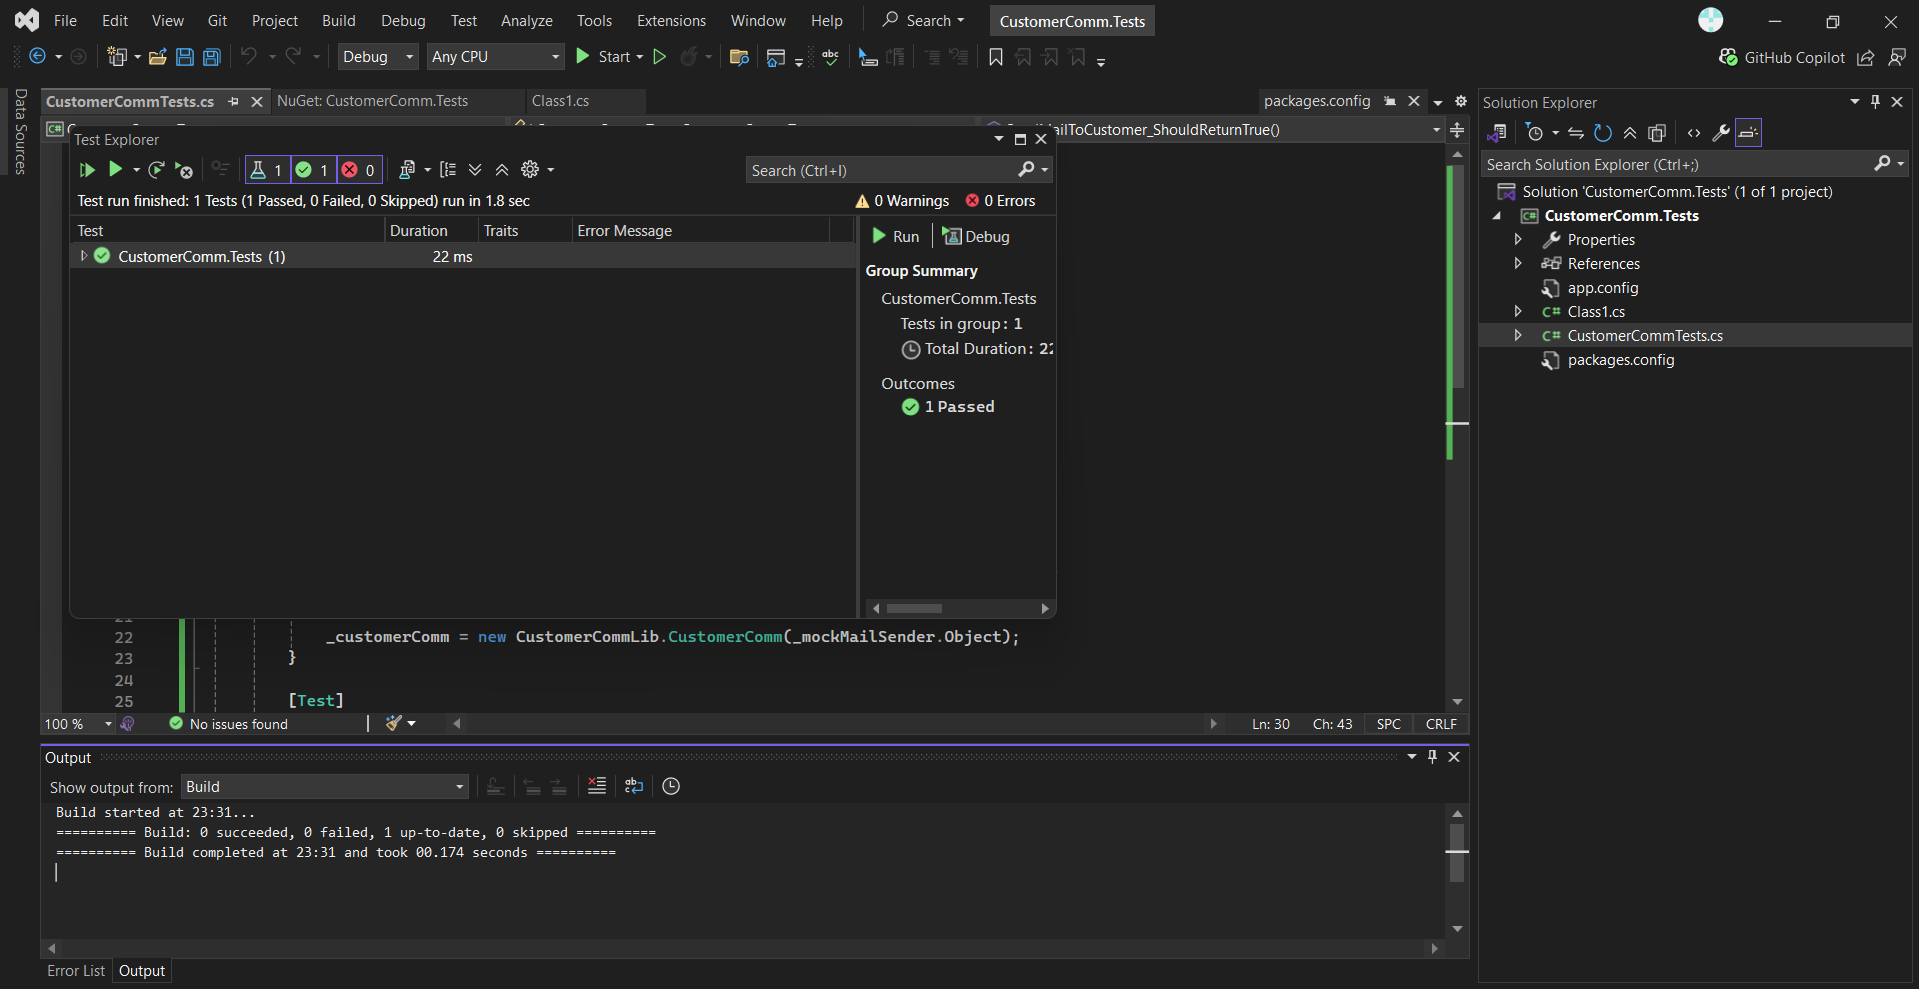 File Edit View Git Project Build Debug Test Analyze Tools Extensions Window Help Search CustomerComm.Tests
Debug Any CPU Start GitHub Copilot
Data Sources
CustomerCommTests.cs NuGet: CustomerComm.Tests Class1.cs packages.config
MailToCustomer_ShouldReturnTrue()
Test Explorer
1 1 0 Search (Ctrl+I)
Test run finished: 1 Tests (1 Passed, 0 Failed, 0 Skipped) run in 1.8 sec 0 Warnings 0 Errors
Test Duration Traits Error Message
CustomerComm.Tests (1) 22 ms
Run Debug
Group Summary
CustomerComm.Tests
Tests in group: 1
Total Duration: 22
Outcomes
1 Passed
21
22 _customerComm = new CustomerCommLib.CustomerComm(_mockMailSender.Object);
23 }
24
25 [Test]
100 % No issues found Ln: 30 Ch: 43 SPC CRLF
Output
Show output from: Build
Build started at 23:31...
========== Build: 0 succeeded, 0 failed, 1 up-to-date, 0 skipped ==========
========== Build completed at 23:31 and took 00.174 seconds ==========
Error List Output
Solution Explorer
Search Solution Explorer (Ctrl+;)
Solution 'CustomerComm.Tests' (1 of 1 project)
CustomerComm.Tests
Properties
References
app.config
C# Class1.cs
C# CustomerCommTests.cs
packages.config